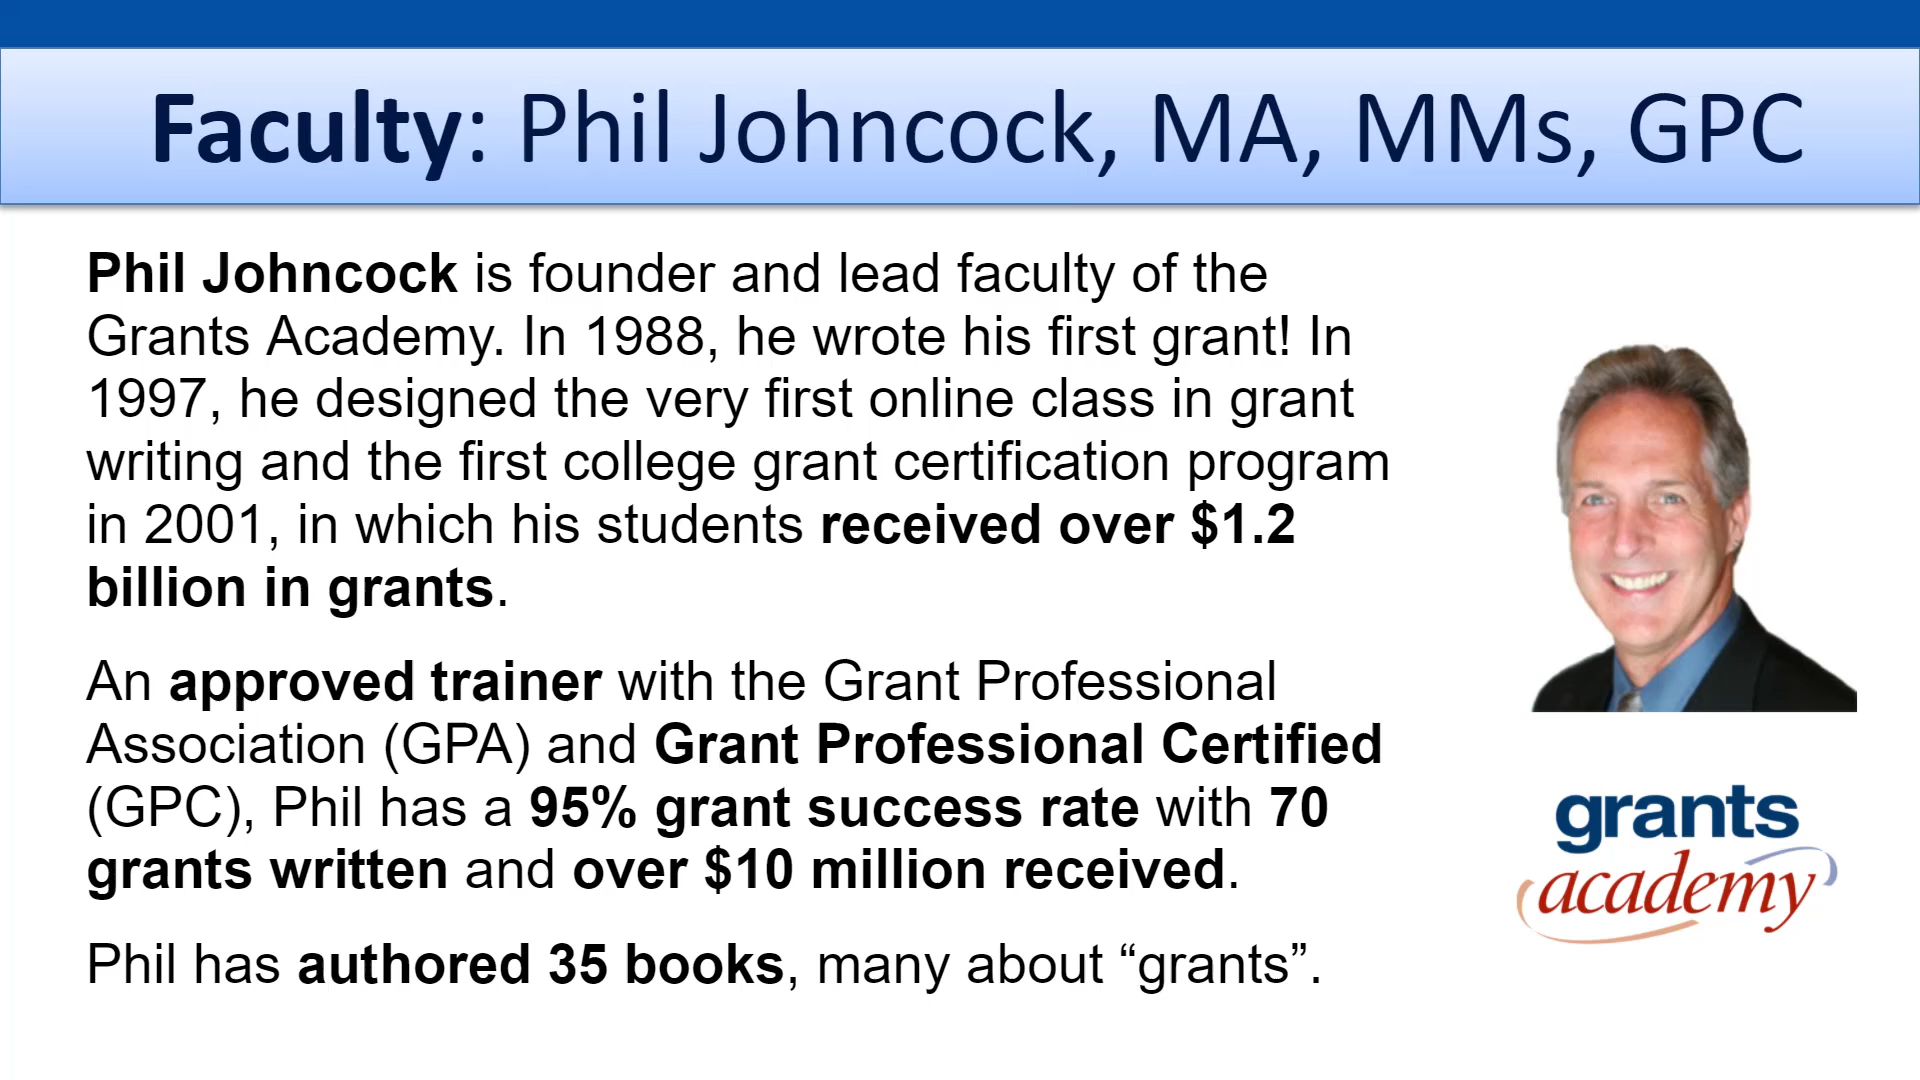 Faculty: Phil Johncock, MA, MMs, GPC
Phil Johncock is founder and lead faculty of the
Grants Academy. In 1988, he wrote his first grant! In
1997, he designed the very first online class in grant
writing and the first college grant certification program
in 2001, in which his students received over $1.2
billion in grants.
An approved trainer with the Grant Professional
Association (GPA) and Grant Professional Certified
(GPC), Phil has a 95% grant success rate with 70
grants written and over $10 million received.
Phil has authored 35 books, many about “grants”.
grants
academy